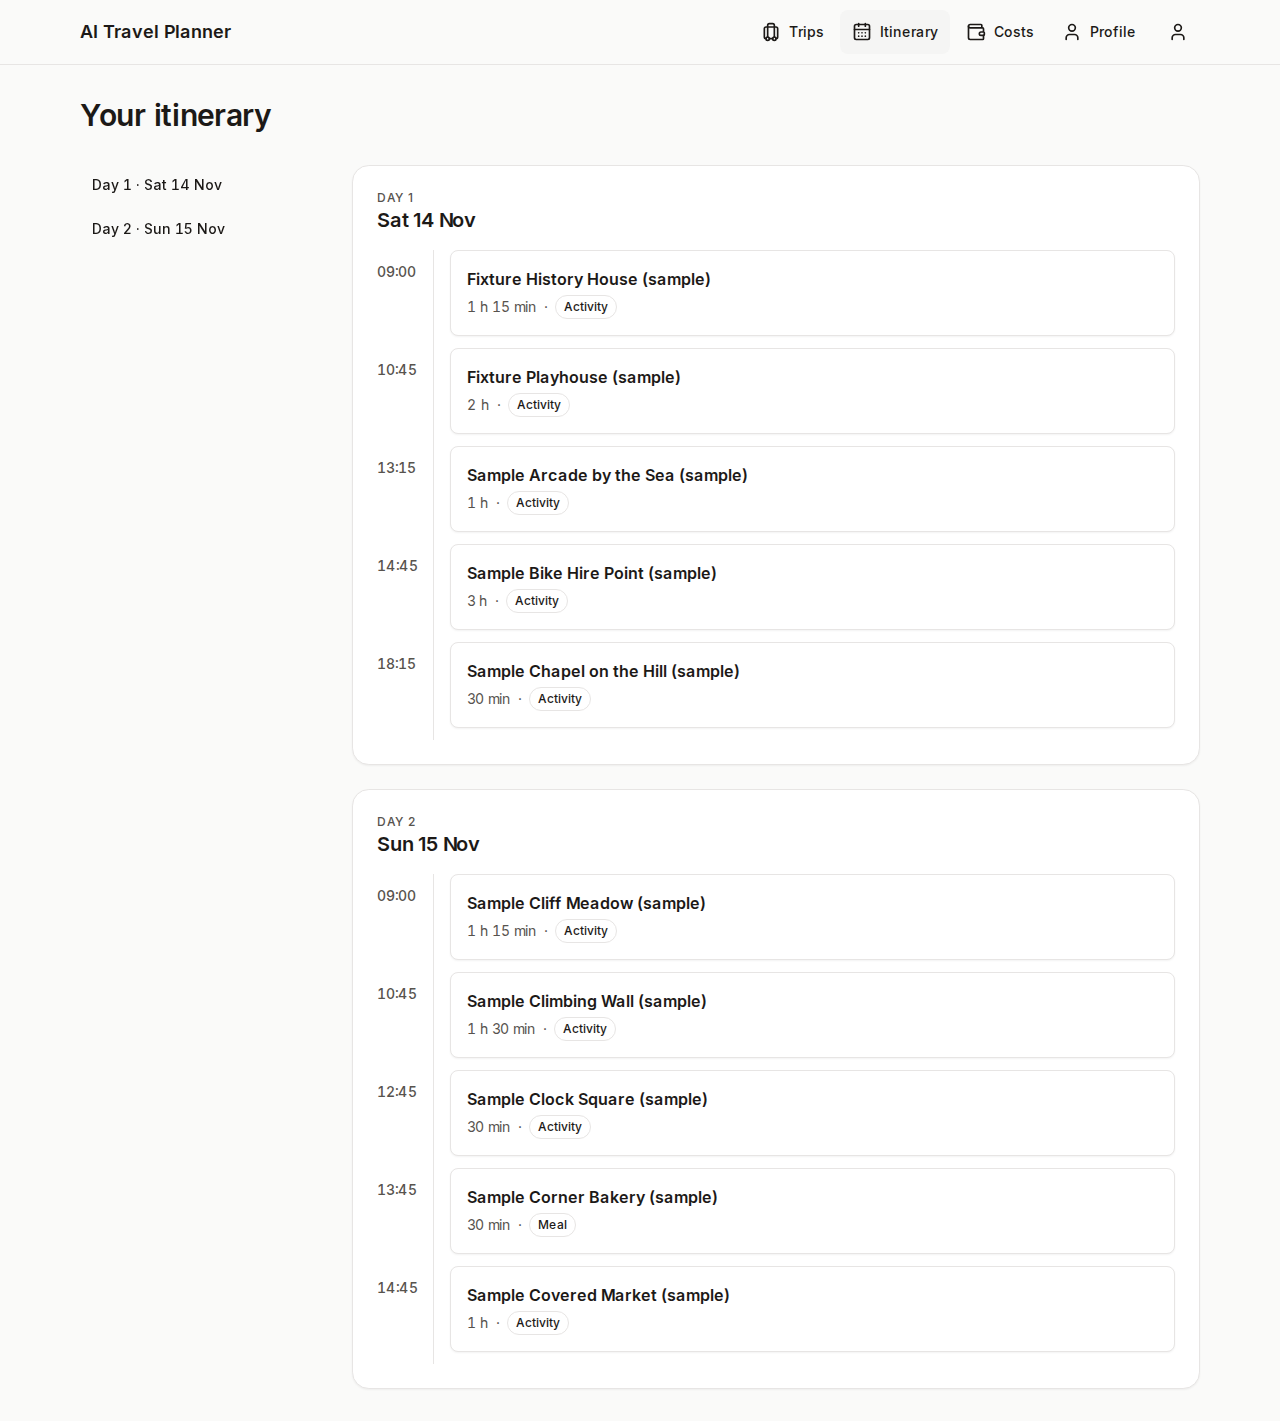 AI Travel Planner
Trips
Itinerary
Costs
Profile
Your itinerary
Day 1 · Sat 14 Nov
Day 2 · Sun 15 Nov
DAY 1
Sat 14 Nov
09:00
Fixture History House (sample)
1 h 15 min · Activity
10:45
Fixture Playhouse (sample)
2 h · Activity
13:15
Sample Arcade by the Sea (sample)
1 h · Activity
14:45
Sample Bike Hire Point (sample)
3 h · Activity
18:15
Sample Chapel on the Hill (sample)
30 min · Activity
DAY 2
Sun 15 Nov
09:00
Sample Cliff Meadow (sample)
1 h 15 min · Activity
10:45
Sample Climbing Wall (sample)
1 h 30 min · Activity
12:45
Sample Clock Square (sample)
30 min · Activity
13:45
Sample Corner Bakery (sample)
30 min · Meal
14:45
Sample Covered Market (sample)
1 h · Activity